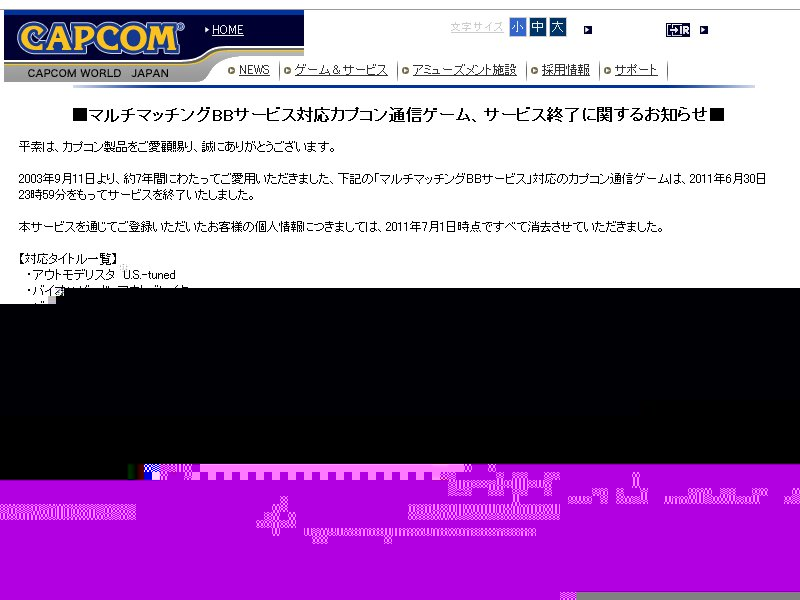 CAPCOM
HOME
文字サイズ 小 中 大
IR
CAPCOM WORLD JAPAN
NEWS ゲーム＆サービス アミューズメント施設 採用情報 サポート
■マルチマッチングBBサービス対応カプコン通信ゲーム、サービス終了に関するお知らせ■
平素は、カプコン製品をご愛顧賜り、誠にありがとうございます。
2003年9月11日より、約7年間にわたってご愛用いただきました、下記の「マルチマッチングBBサービス」対応のカプコン通信ゲームは、2011年6月30日
23時59分をもってサービスを終了いたしました。
本サービスを通じてご登録いただいたお客様の個人情報につきましては、2011年7月1日時点ですべて消去させていただきました。
【対応タイトル一覧】
・アウトモデリスタ U.S.-tuned